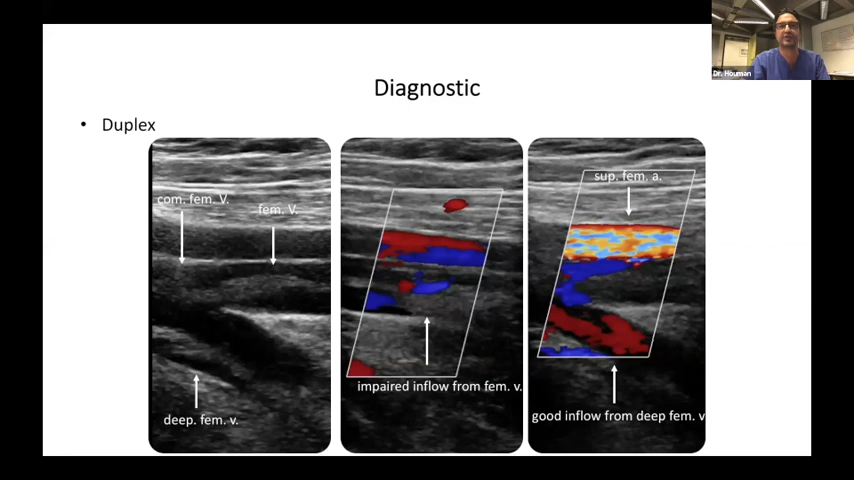 Dr. Houman
Diagnostic
• Duplex
com. fem. V.
fem. V.
deep. fem. v.
impaired inflow from fem. v.
sup. fem. a.
good inflow from deep fem. v